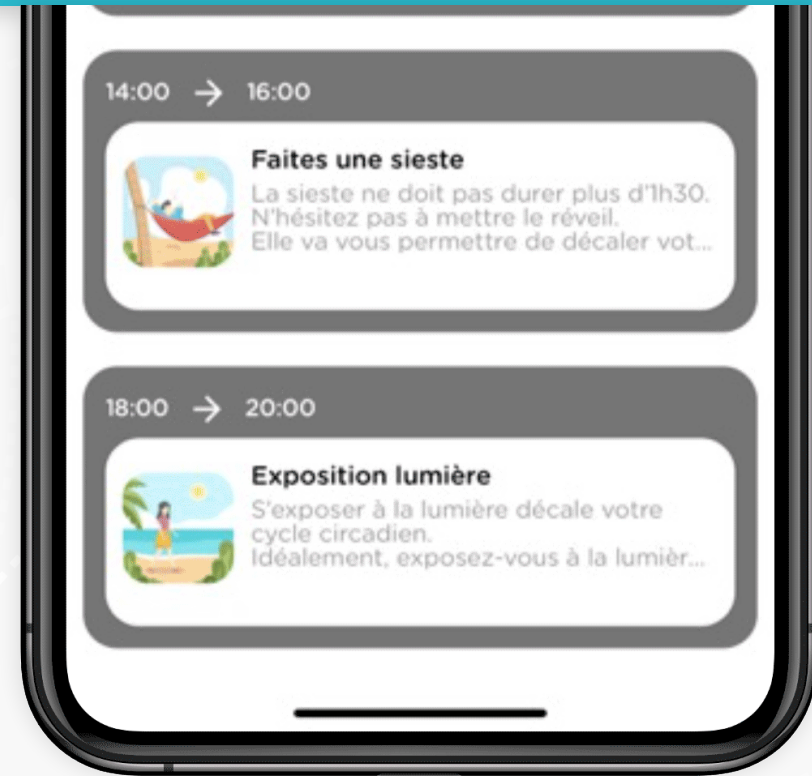 14:00 → 16:00
Faites une sieste
La sieste ne doit pas durer plus d'1h30.
N'hésitez pas à mettre le réveil.
Elle va vous permettre de décaler vot...
18:00 → 20:00
Exposition lumière
S'exposer à la lumière décale votre
cycle circadien.
Idéalement, exposez-vous à la lumièr...